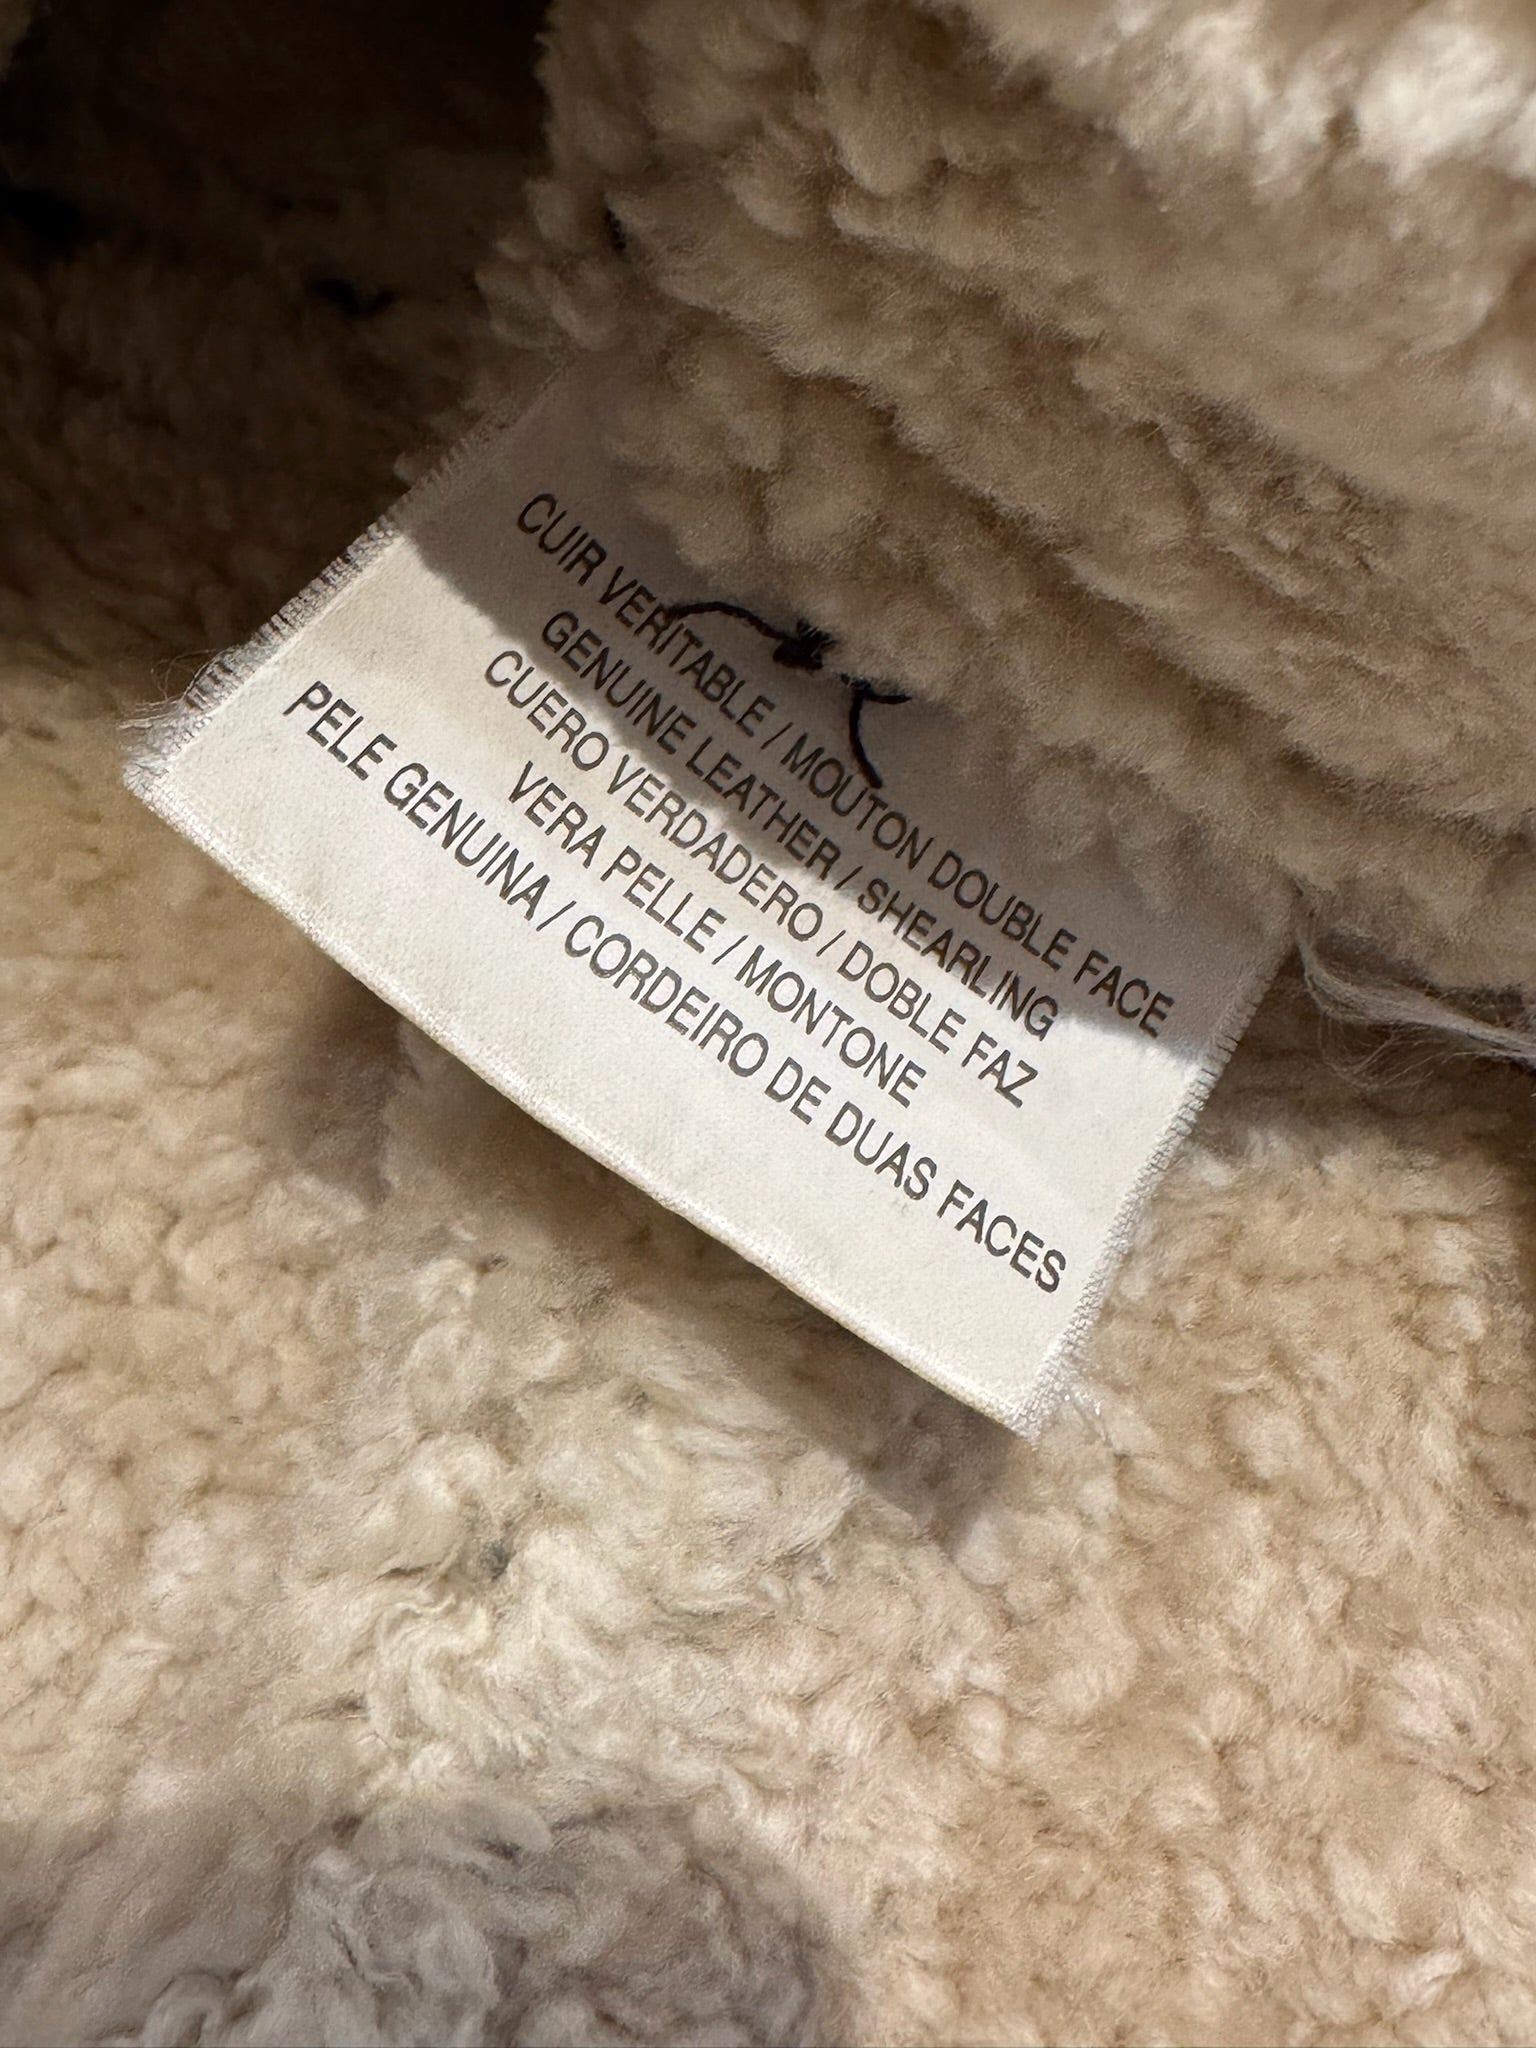 CUIR VERITABLE / MOUTON DOUBLE FACE
GENUINE LEATHER / SHEARLING
CUERO VERDADERO / DOBLE FAZ
VERA PELLE / MONTONE
PELE GENUINA / CORDEIRO DE DUAS FACES